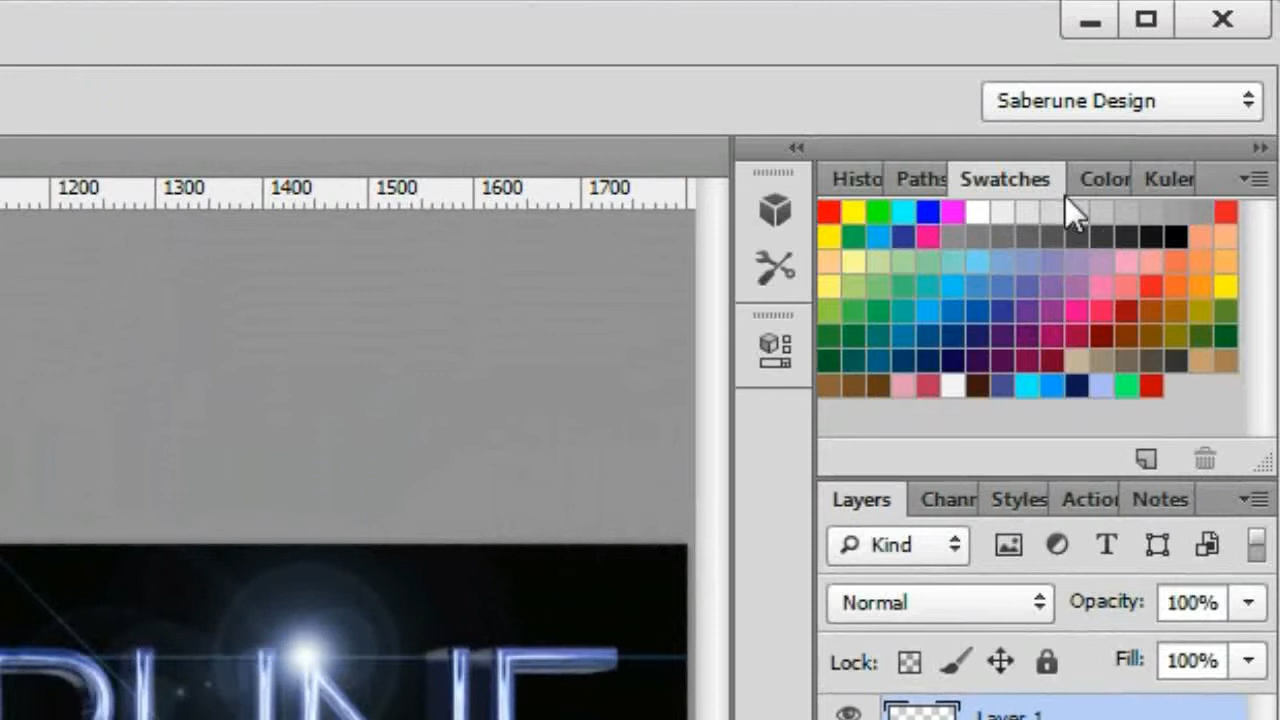 Saberune Design
1200 1300 1400 1500 1600 1700
Histo Paths Swatches Color Kuler
Layers Chann Styles Action Notes
Kind
Normal Opacity: 100%
Lock: Fill: 100%
Layer 1
RUNE